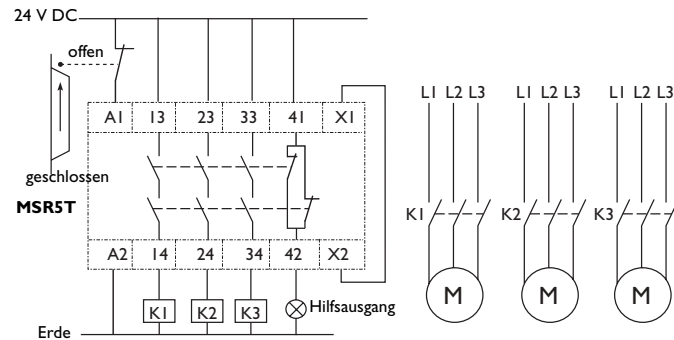 24 V DC
offen
A1 13 23 33 41 X1
geschlossen
MSR5T
A2 14 24 34 42 X2
K1 K2 K3 Hilfsausgang
Erde
L1 L2 L3 L1 L2 L3 L1 L2 L3
K1 K2 K3
M M M